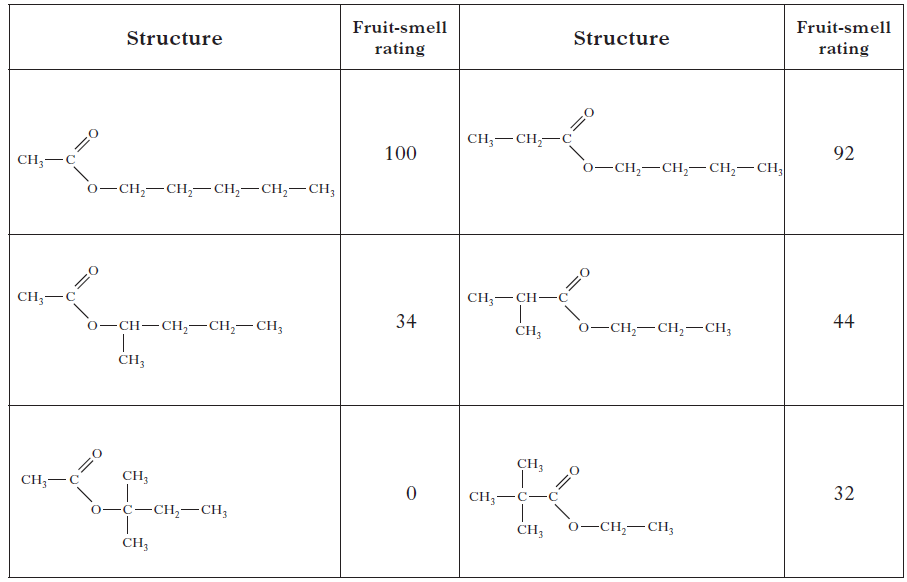 Structure
Fruit-smell rating
Structure
Fruit-smell rating
O
CH₃—C
O—CH₂—CH₂—CH₂—CH₂—CH₃
100
O
CH₃—CH₂—C
O—CH₂—CH₂—CH₂—CH₃
92
O
CH₃—C
O—CH—CH₂—CH₂—CH₃
CH₃
34
O
CH₃—CH—C
CH₃ O—CH₂—CH₂—CH₃
44
O
CH₃—C CH₃
O—C—CH₂—CH₃
CH₃
0
CH₃ O
CH₃—C—C
CH₃ O—CH₂—CH₃
32